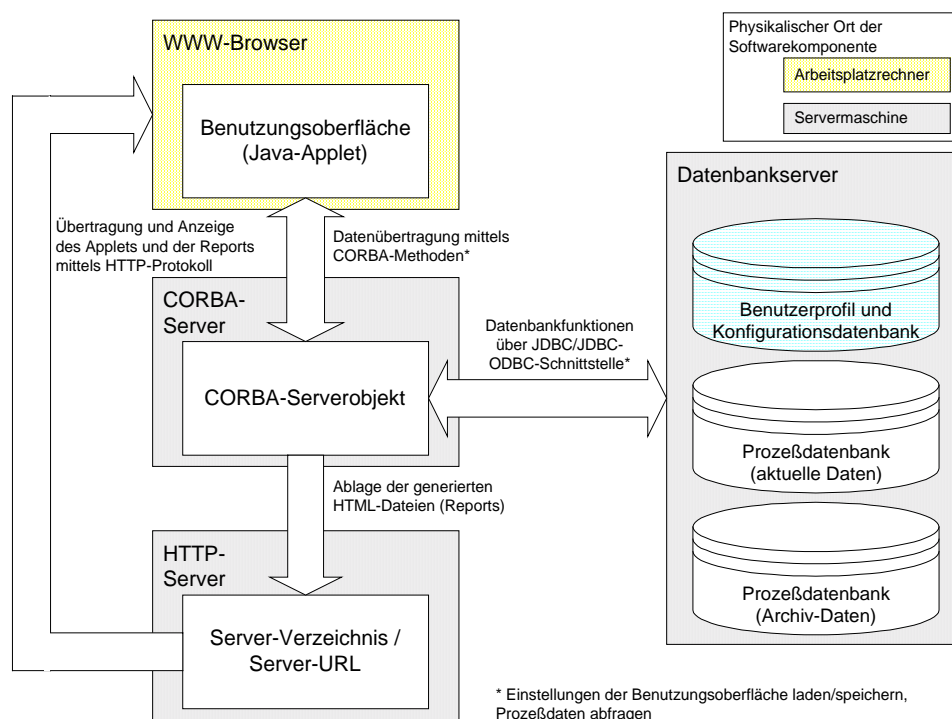 WWW-Browser
Benutzungsoberfläche
(Java-Applet)
Physikalischer Ort der
Softwarekomponente
Arbeitsplatzrechner
Servermaschine
Übertragung und Anzeige
des Applets und der Reports
mittels HTTP-Protokoll
Datenübertragung mittels
CORBA-Methoden*
CORBA-
Server
CORBA-Serverobjekt
Datenbankfunktionen
über JDBC/JDBC-
ODBC-Schnittstelle*
Datenbankserver
Benutzerprofil und
Konfigurationsdatenbank
Prozeßdatenbank
(aktuelle Daten)
Prozeßdatenbank
(Archiv-Daten)
Ablage der generierten
HTML-Dateien (Reports)
HTTP-
Server
Server-Verzeichnis /
Server-URL
* Einstellungen der Benutzungsoberfläche laden/speichern,
Prozeßdaten abfragen